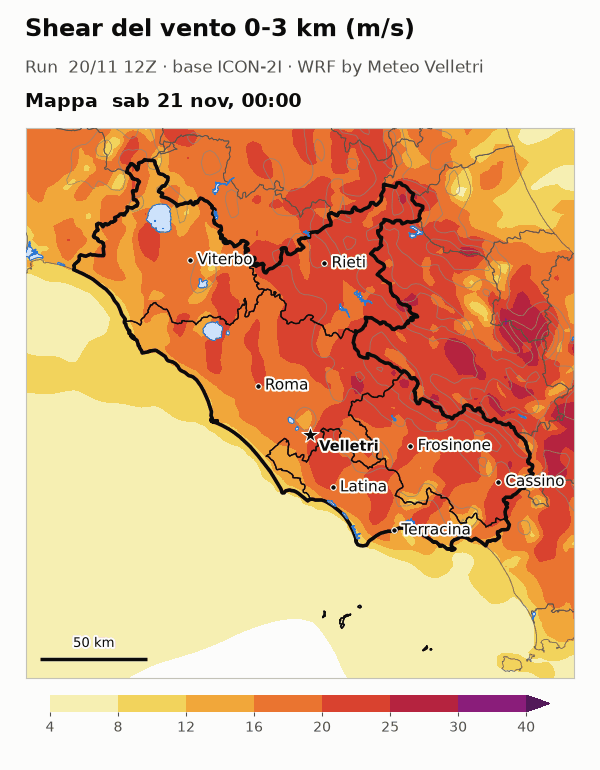 Shear del vento 0-3 km (m/s)
Run  20/11 12Z · base ICON-2I · WRF by Meteo Velletri
Mappa  sab 21 nov, 00:00
Viterbo
Rieti
Roma
Velletri
Frosinone
Cassino
Latina
Terracina
50 km
4 8 12 16 20 25 30 40